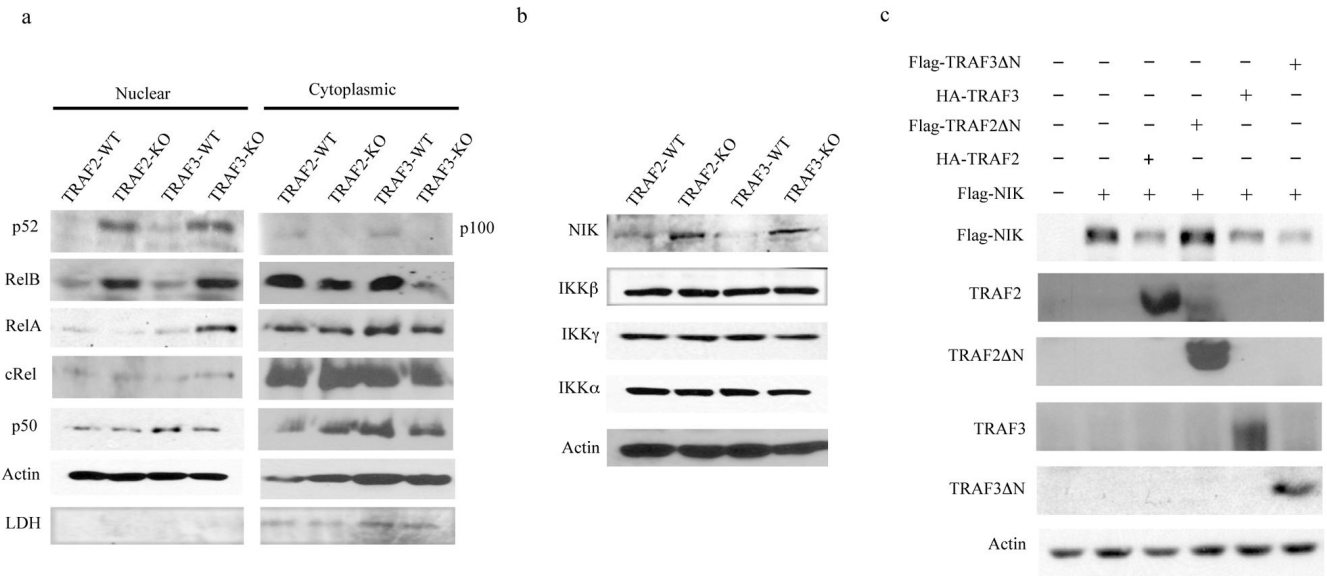 a
Nuclear
Cytoplasmic
TRAF2-WT
TRAF2-KO
TRAF3-WT
TRAF3-KO
TRAF2-WT
TRAF2-KO
TRAF3-WT
TRAF3-KO
p52
p100
RelB
RelA
cRel
p50
Actin
LDH
b
TRAF2-WT
TRAF2-KO
TRAF3-WT
TRAF3-KO
NIK
IKKβ
IKKγ
IKKα
Actin
c
Flag-TRAF3ΔN – – – – – +
HA-TRAF3 – – – – + –
Flag-TRAF2ΔN – – – + – –
HA-TRAF2 – – + – – –
Flag-NIK – + + + + +
Flag-NIK
TRAF2
TRAF2ΔN
TRAF3
TRAF3ΔN
Actin